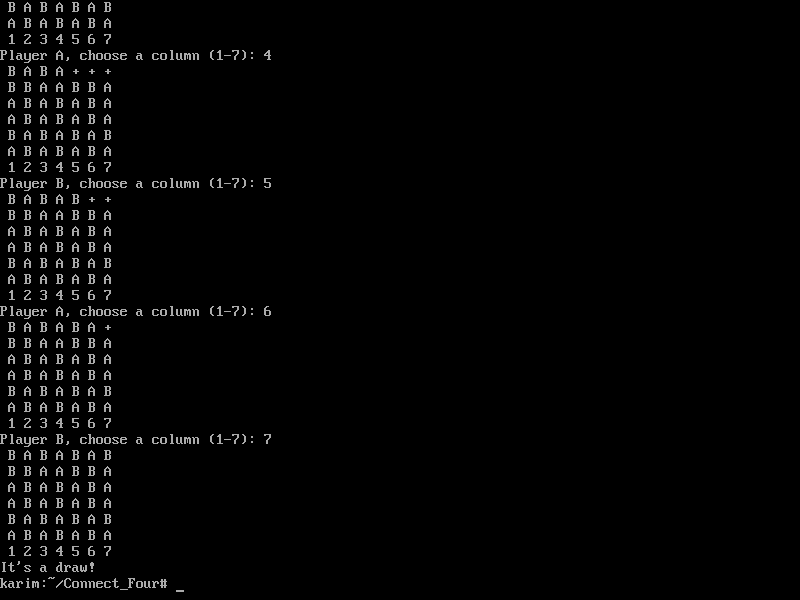 B A B A B A B
A B A B A B A
1 2 3 4 5 6 7
Player A, choose a column (1-7): 4
B A B A + + +
B B A A B B A
A B A B A B A
A B A B A B A
B A B A B A B
A B A B A B A
1 2 3 4 5 6 7
Player B, choose a column (1-7): 5
B A B A B + +
B B A A B B A
A B A B A B A
A B A B A B A
B A B A B A B
A B A B A B A
1 2 3 4 5 6 7
Player A, choose a column (1-7): 6
B A B A B A +
B B A A B B A
A B A B A B A
A B A B A B A
B A B A B A B
A B A B A B A
1 2 3 4 5 6 7
Player B, choose a column (1-7): 7
B A B A B A B
B B A A B B A
A B A B A B A
A B A B A B A
B A B A B A B
A B A B A B A
1 2 3 4 5 6 7
It's a draw!
karim:~/Connect_Four# _